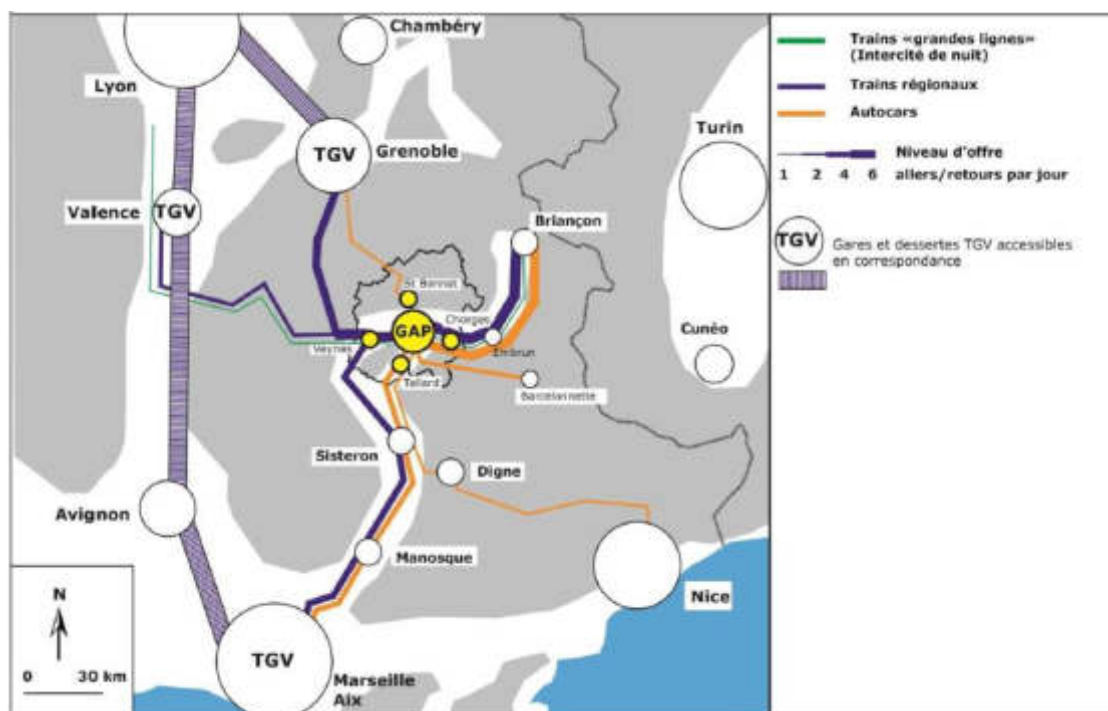 Chambéry
Lyon
TGV
Grenoble
Turin
Valence
TGV
Briançon
St Bonnet
GAP
Chorges
Veynes
Embrun
Cunéo
Tallard
Barcelonnette
Sisteron
Digne
Avignon
Manosque
Nice
N
TGV
0 30 km
Marseille
Aix
Trains «grandes lignes»
(Intercité de nuit)
Trains régionaux
Autocars
Niveau d'offre
1 2 4 6 allers/retours par jour
TGV
Gares et dessertes TGV accessibles
en correspondance